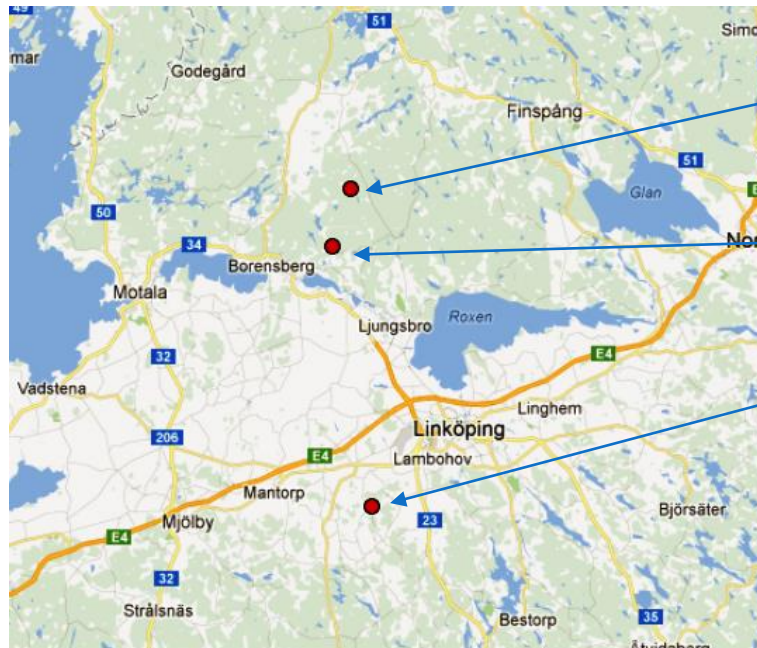 49
51
Simo
mar
Godegård
Finspång
51
E
Glan
50
34
Nor
Borensberg
Motala
Roxen
Ljungsbro
32
E4
Vadstena
Linghem
206
Linköping
E4
Lambohov
Mantorp
Björsäter
Mjölby
23
E4
32
Strålsnäs
35
Bestorp
Åtvidaberg